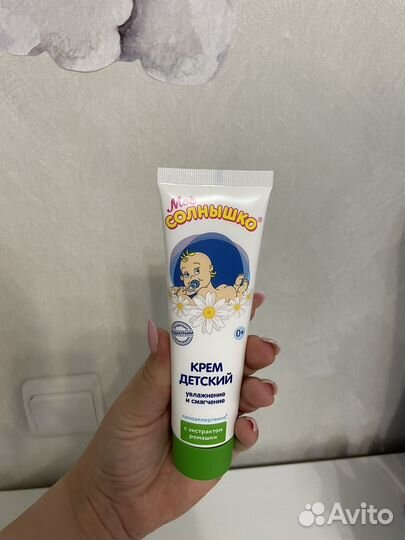 Моё
СОЛНЫШКО®
0+
КРЕМ
ДЕТСКИЙ
увлажнение
и смягчение
гипоаллергенно*
с экстрактом
ромашки
Avito